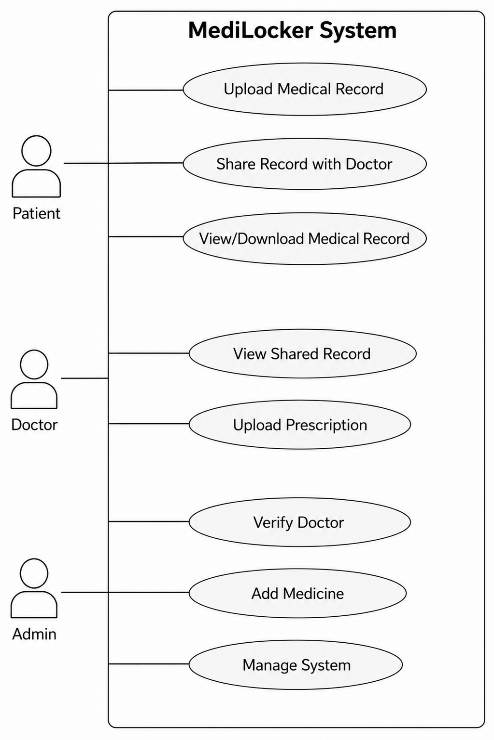 MediLocker System
Upload Medical Record
Share Record with Doctor
Patient
View/Download Medical Record
View Shared Record
Doctor
Upload Prescription
Verify Doctor
Add Medicine
Admin
Manage System